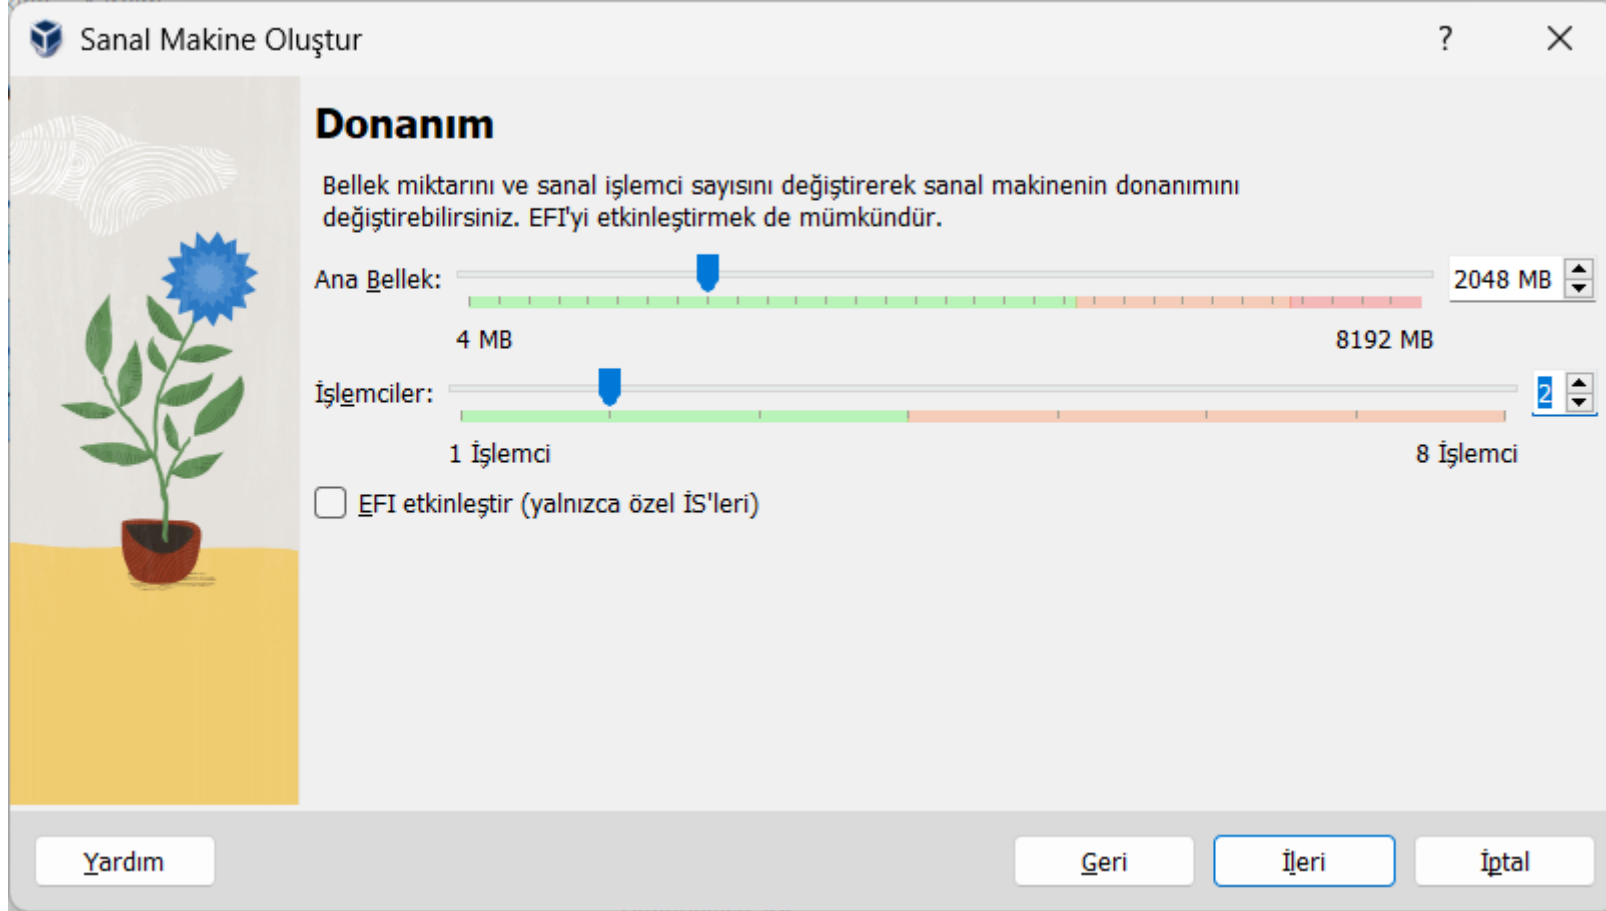 Sanal Makine Oluştur
?
Donanım
Bellek miktarını ve sanal işlemci sayısını değiştirerek sanal makinenin donanımını
değiştirebilirsiniz. EFI'yi etkinleştirmek de mümkündür.
Ana Bellek: 2048 MB
4 MB 8192 MB
İşlemciler: 2
1 İşlemci 8 İşlemci
EFI etkinleştir (yalnızca özel İS'leri)
Yardım Geri İleri İptal